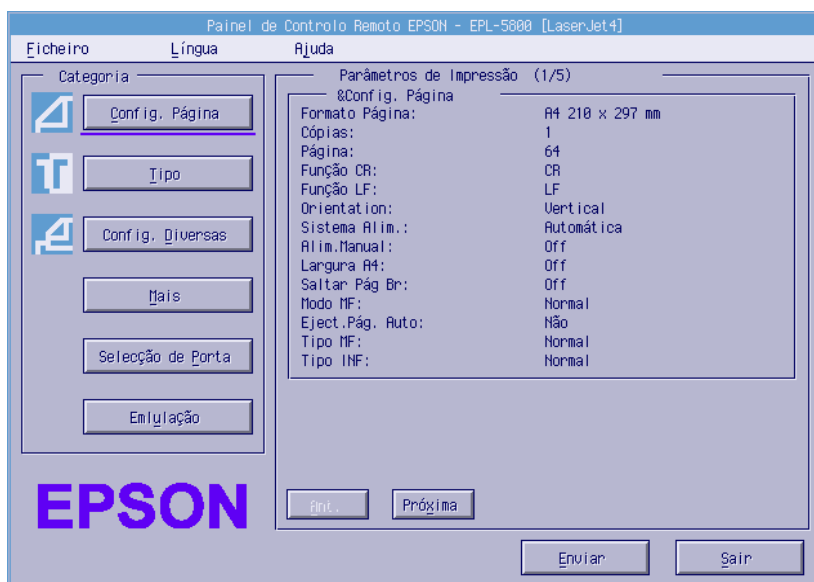 Painel de Controlo Remoto EPSON - EPL-5800 [LaserJet4]
Ficheiro Língua Ajuda
Categoria
Config. Página
Tipo
Config. Diversas
Mais
Selecção de Porta
Emlulação
EPSON
Parâmetros de Impressão (1/5)
&Config. Página
Formato Página: A4 210 x 297 mm
Cópias: 1
Página: 64
Função CR: CR
Função LF: LF
Orientation: Vertical
Sistema Alim.: Automática
Alim.Manual: Off
Largura A4: Off
Saltar Pág Br: Off
Modo MF: Normal
Eject.Pág. Auto: Não
Tipo MF: Normal
Tipo INF: Normal
Ant. Próxima
Enviar Sair